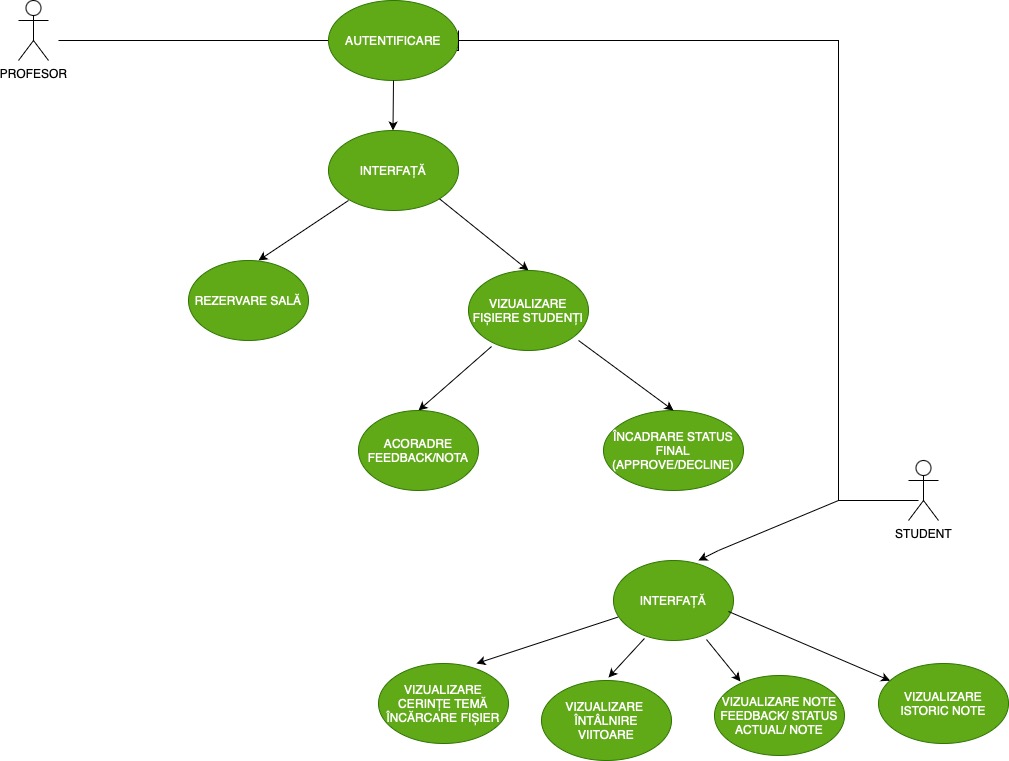 PROFESOR
AUTENTIFICARE
INTERFAȚĂ
REZERVARE SALĂ
VIZUALIZARE
FIȘIERE STUDENȚI
ACORADRE
FEEDBACK/NOTA
ÎNCADRARE STATUS
FINAL
(APPROVE/DECLINE)
STUDENT
INTERFAȚĂ
VIZUALIZARE
CERINȚE TEMĂ
ÎNCĂRCARE FIȘIER
VIZUALIZARE
ÎNTÂLNIRE
VIITOARE
VIZUALIZARE NOTE
FEEDBACK/ STATUS
ACTUAL/ NOTE
VIZUALIZARE
ISTORIC NOTE